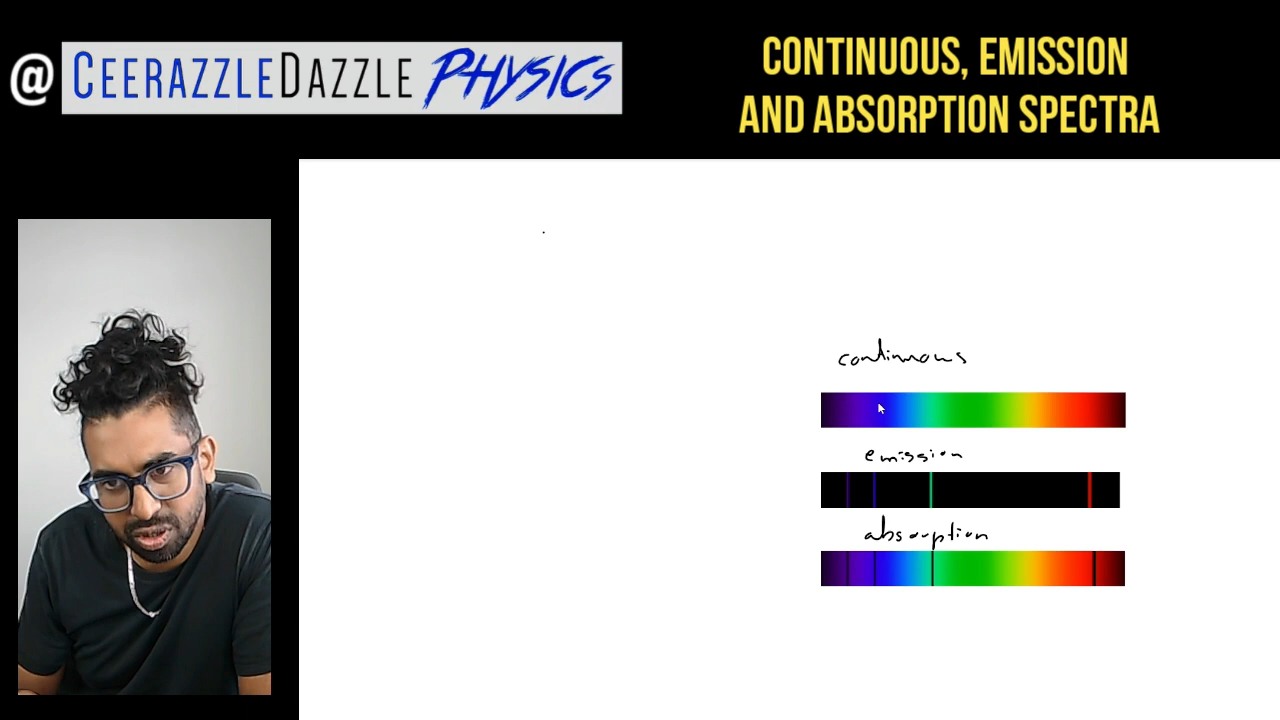 @ CEERAZZLEDAZZLE PHYSICS
CONTINUOUS, EMISSION
AND ABSORPTION SPECTRA
continuous
emission
absorption